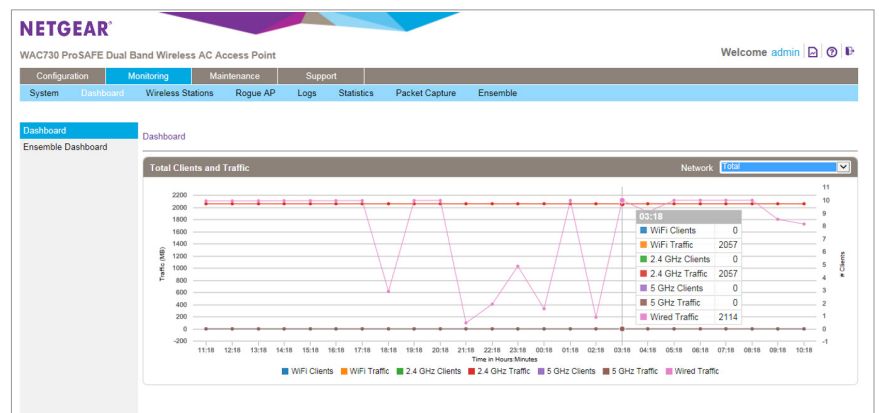 NETGEAR®
WAC730 ProSAFE Dual Band Wireless AC Access Point
Welcome admin
Configuration Monitoring Maintenance Support
System Dashboard Wireless Stations Rogue AP Logs Statistics Packet Capture Ensemble
Dashboard
Ensemble Dashboard
Dashboard
Total Clients and Traffic
Network Total
Traffic (MB)
2200
2000
1800
1600
1400
1200
1000
800
600
400
200
0
-200
11
10
9
8
7
6
5
4
3
2
1
0
-1
# Clients
03:18
WiFi Clients 0
WiFi Traffic 2057
2.4 GHz Clients 0
2.4 GHz Traffic 2057
5 GHz Clients 0
5 GHz Traffic 0
Wired Traffic 2114
11:18 12:18 13:18 14:18 15:18 16:18 17:18 18:18 19:18 20:18 21:18 22:18 23:18 00:18 01:18 02:18 03:18 04:18 05:18 06:18 07:18 08:18 09:18 10:18
Time in Hours:Minutes
WiFi Clients WiFi Traffic 2.4 GHz Clients 2.4 GHz Traffic 5 GHz Clients 5 GHz Traffic Wired Traffic